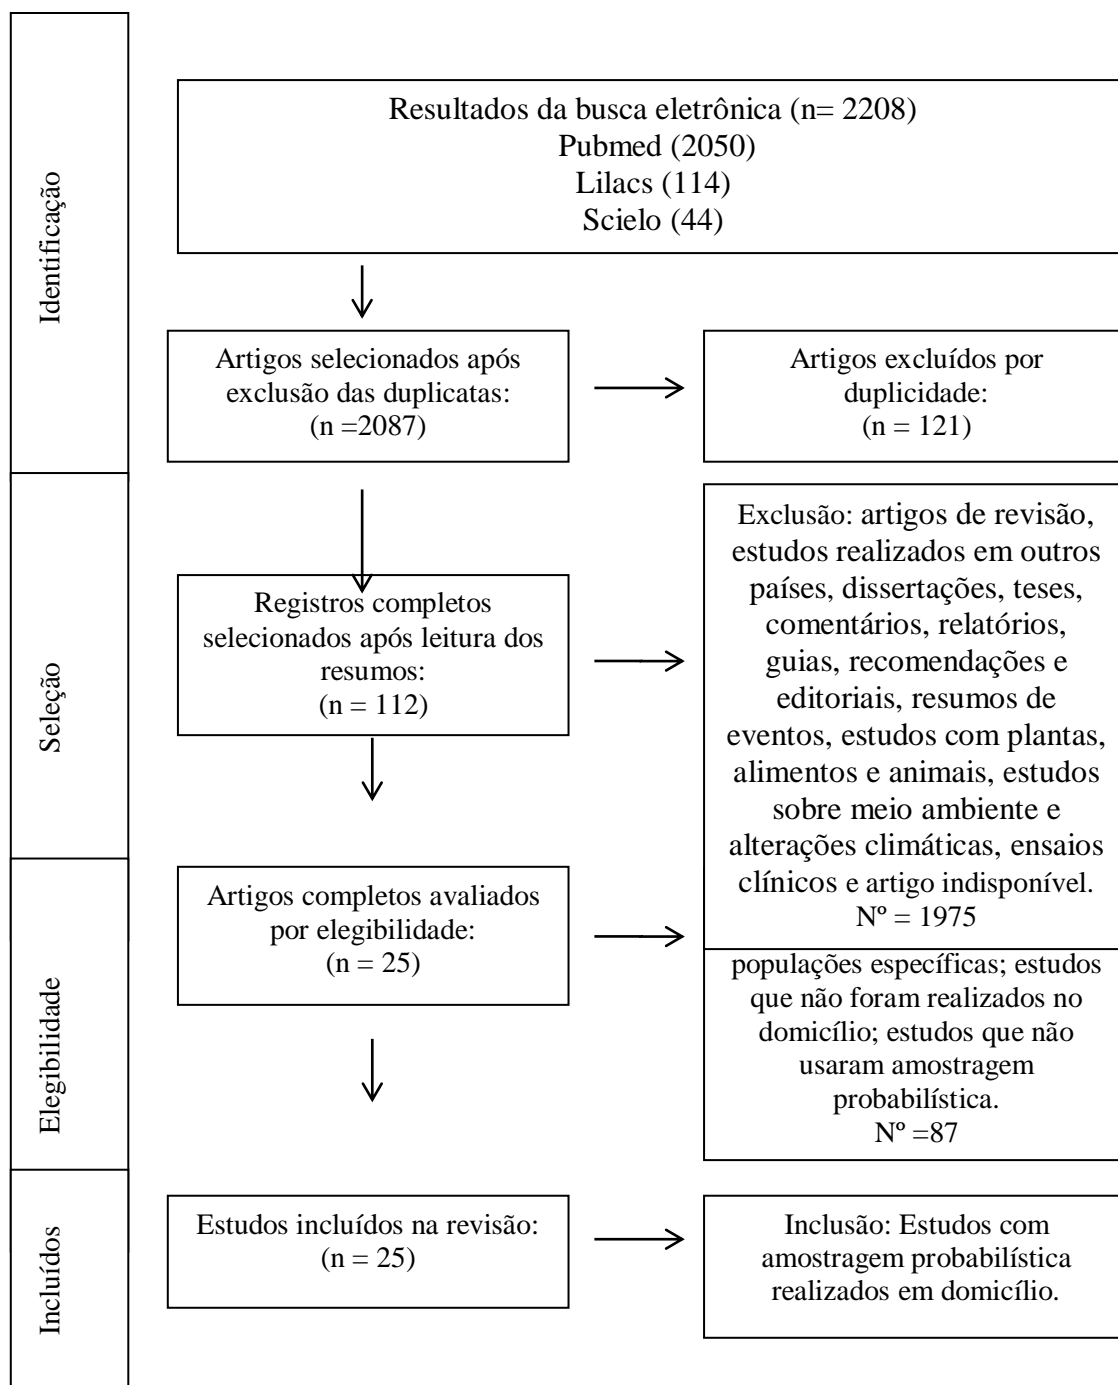 Identificação
Resultados da busca eletrônica (n= 2208)
Pubmed (2050)
Lilacs (114)
Scielo (44)
Artigos selecionados após
exclusão das duplicatas:
(n =2087)
Artigos excluídos por
duplicidade:
(n = 121)
Seleção
Registros completos
selecionados após leitura dos
resumos:
(n = 112)
Exclusão: artigos de revisão,
estudos realizados em outros
países, dissertações, teses,
comentários, relatórios,
guias, recomendações e
editoriais, resumos de
eventos, estudos com plantas,
alimentos e animais, estudos
sobre meio ambiente e
alterações climáticas, ensaios
clínicos e artigo indisponível.
Nº = 1975
Elegibilidade
Artigos completos avaliados
por elegibilidade:
(n = 25)
populações específicas; estudos
que não foram realizados no
domicílio; estudos que não
usaram amostragem
probabilística.
Nº =87
Incluídos
Estudos incluídos na revisão:
(n = 25)
Inclusão: Estudos com
amostragem probabilística
realizados em domicílio.